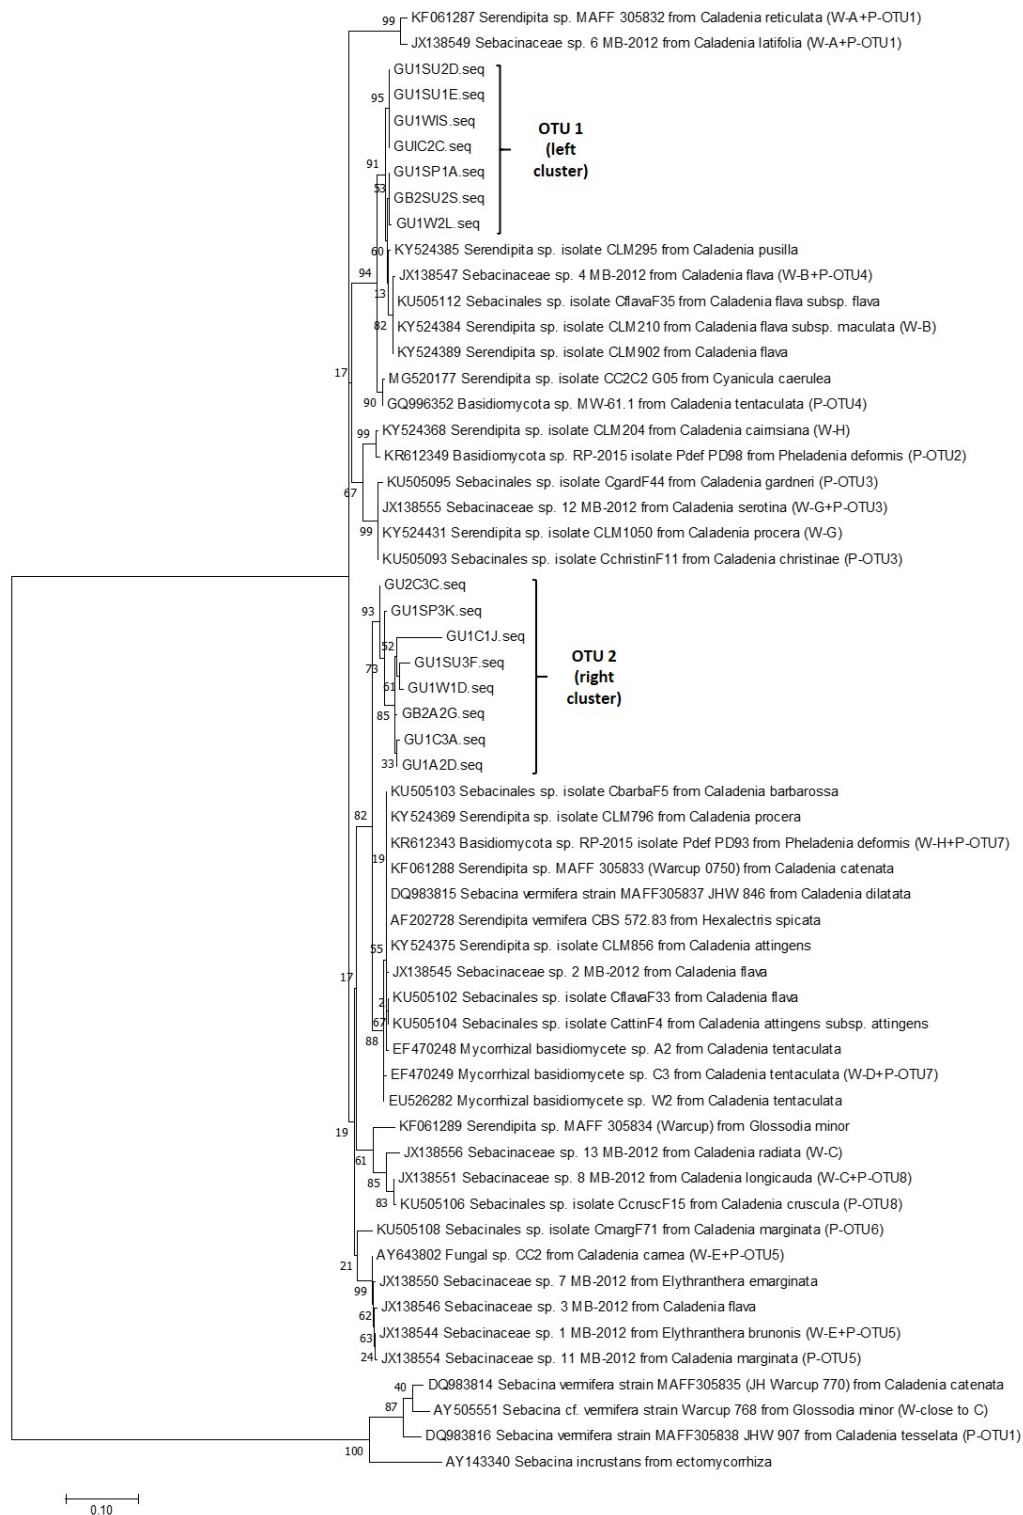 99
KF061287 Serendipita sp. MAFF 305832 from Caladenia reticulata (W-A+P-OTU1)
JX138549 Sebacinaceae sp. 6 MB-2012 from Caladenia latifolia (W-A+P-OTU1)
GU1SU2D.seq
95
GU1SU1E.seq
GU1WIS.seq
OTU 1
(left
cluster)
GUIC2C.seq
91
GU1SP1A.seq
53
GB2SU2S.seq
GU1W2L.seq
60
KY524385 Serendipita sp. isolate CLM295 from Caladenia pusilla
94
JX138547 Sebacinaceae sp. 4 MB-2012 from Caladenia flava (W-B+P-OTU4)
13
KU505112 Sebacinales sp. isolate CflavaF35 from Caladenia flava subsp. flava
82
KY524384 Serendipita sp. isolate CLM210 from Caladenia flava subsp. maculata (W-B)
KY524389 Serendipita sp. isolate CLM902 from Caladenia flava
17
MG520177 Serendipita sp. isolate CC2C2 G05 from Cyanicula caerulea
90
GQ996352 Basidiomycota sp. MW-61.1 from Caladenia tentaculata (P-OTU4)
99
KY524368 Serendipita sp. isolate CLM204 from Caladenia cairnsiana (W-H)
KR612349 Basidiomycota sp. RP-2015 isolate Pdef PD98 from Pheladenia deformis (P-OTU2)
67
KU505095 Sebacinales sp. isolate CgardF44 from Caladenia gardneri (P-OTU3)
JX138555 Sebacinaceae sp. 12 MB-2012 from Caladenia serotina (W-G+P-OTU3)
99
KY524431 Serendipita sp. isolate CLM1050 from Caladenia procera (W-G)
KU505093 Sebacinales sp. isolate CchristinF11 from Caladenia christinae (P-OTU3)
GU2C3C.seq
93
GU1SP3K.seq
52
GU1C1J.seq
73
GU1SU3F.seq
OTU 2
(right
cluster)
61
GU1W1D.seq
85
GB2A2G.seq
GU1C3A.seq
33
GU1A2D.seq
KU505103 Sebacinales sp. isolate CbarbaF5 from Caladenia barbarossa
82
KY524369 Serendipita sp. isolate CLM796 from Caladenia procera
KR612343 Basidiomycota sp. RP-2015 isolate Pdef PD93 from Pheladenia deformis (W-H+P-OTU7)
19
KF061288 Serendipita sp. MAFF 305833 (Warcup 0750) from Caladenia catenata
DQ983815 Sebacina vermifera strain MAFF305837 JHW 846 from Caladenia dilatata
AF202728 Serendipita vermifera CBS 572.83 from Hexalectris spicata
55
KY524375 Serendipita sp. isolate CLM856 from Caladenia attingens
17
JX138545 Sebacinaceae sp. 2 MB-2012 from Caladenia flava
2
KU505102 Sebacinales sp. isolate CflavaF33 from Caladenia flava
67
KU505104 Sebacinales sp. isolate CattinF4 from Caladenia attingens subsp. attingens
88
EF470248 Mycorrhizal basidiomycete sp. A2 from Caladenia tentaculata
EF470249 Mycorrhizal basidiomycete sp. C3 from Caladenia tentaculata (W-D+P-OTU7)
EU526282 Mycorrhizal basidiomycete sp. W2 from Caladenia tentaculata
19
KF061289 Serendipita sp. MAFF 305834 (Warcup) from Glossodia minor
61
JX138556 Sebacinaceae sp. 13 MB-2012 from Caladenia radiata (W-C)
85
JX138551 Sebacinaceae sp. 8 MB-2012 from Caladenia longicauda (W-C+P-OTU8)
83
KU505106 Sebacinales sp. isolate CcruscF15 from Caladenia cruscula (P-OTU8)
KU505108 Sebacinales sp. isolate CmargF71 from Caladenia marginata (P-OTU6)
21
AY643802 Fungal sp. CC2 from Caladenia carnea (W-E+P-OTU5)
99
JX138550 Sebacinaceae sp. 7 MB-2012 from Elythranthera emarginata
62
JX138546 Sebacinaceae sp. 3 MB-2012 from Caladenia flava
63
JX138544 Sebacinaceae sp. 1 MB-2012 from Elythranthera brunonis (W-E+P-OTU5)
24
JX138554 Sebacinaceae sp. 11 MB-2012 from Caladenia marginata (P-OTU5)
40
DQ983814 Sebacina vermifera strain MAFF305835 (JH Warcup 770) from Caladenia catenata
87
AY505551 Sebacina cf. vermifera strain Warcup 768 from Glossodia minor (W-close to C)
DQ983816 Sebacina vermifera strain MAFF305838 JHW 907 from Caladenia tesselata (P-OTU1)
100
AY143340 Sebacina incrustans from ectomycorrhiza
0.10